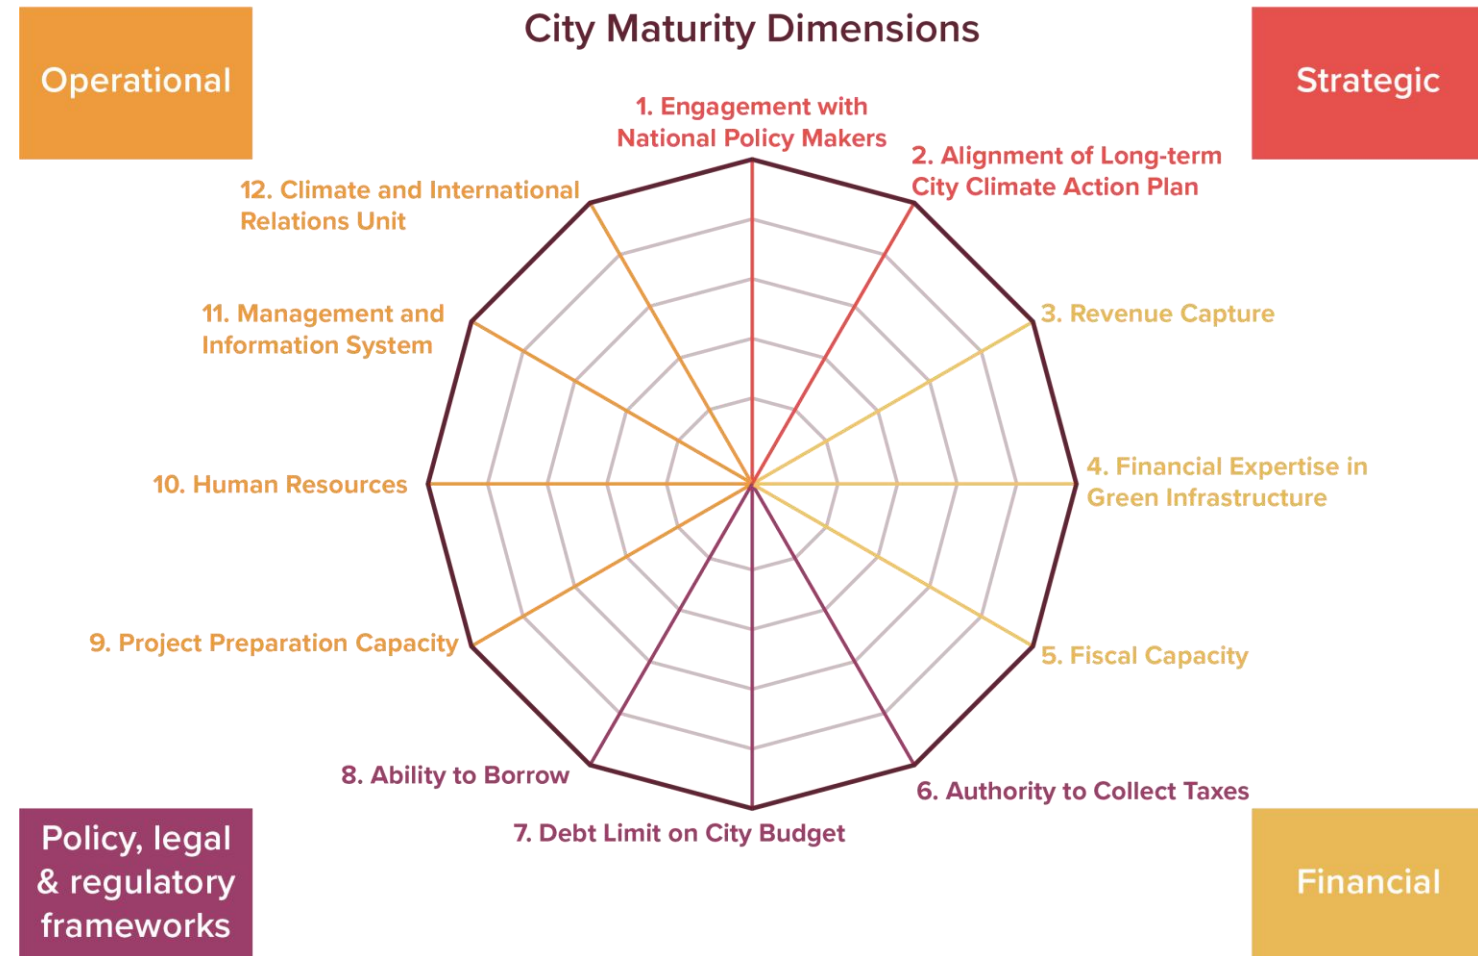 City Maturity Dimensions
Operational
Strategic
1. Engagement with
National Policy Makers
2. Alignment of Long-term
City Climate Action Plan
3. Revenue Capture
4. Financial Expertise in
Green Infrastructure
5. Fiscal Capacity
6. Authority to Collect Taxes
7. Debt Limit on City Budget
8. Ability to Borrow
9. Project Preparation Capacity
10. Human Resources
11. Management and
Information System
12. Climate and International
Relations Unit
Policy, legal
& regulatory
frameworks
Financial